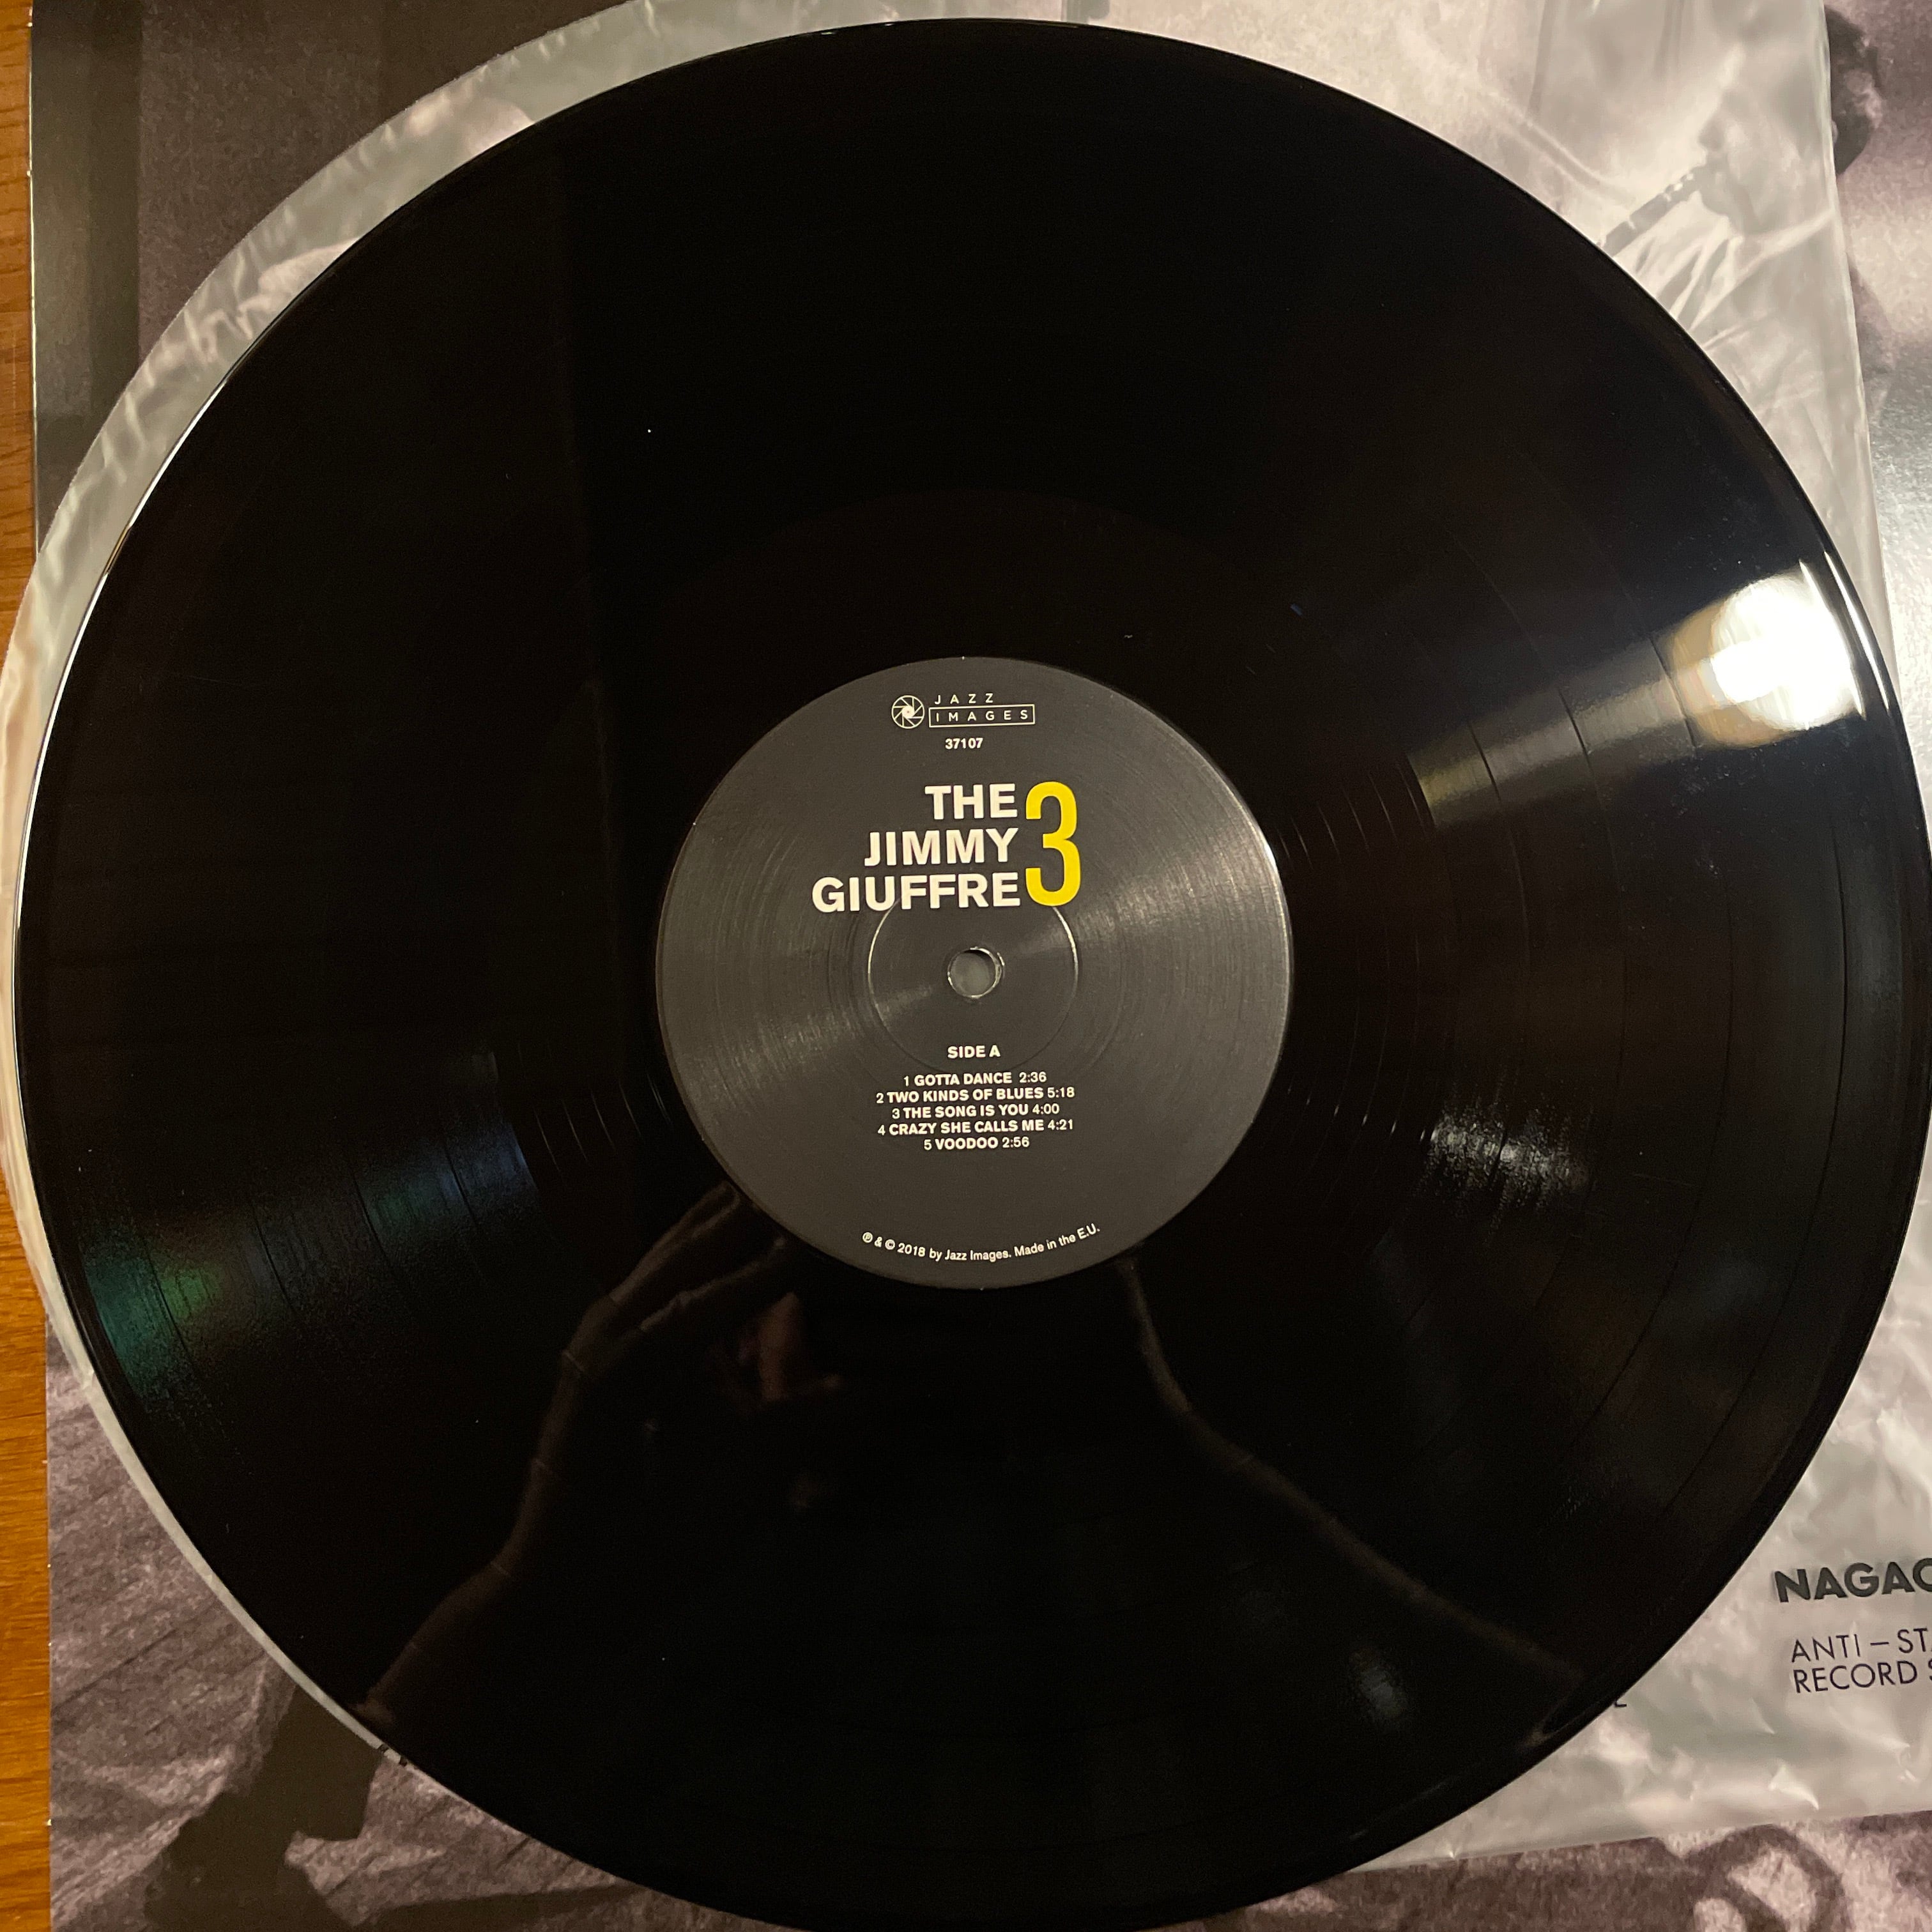 JAZZ
IMAGES
37107
THE
JIMMY
GIUFFRE
3
SIDE A
1 GOTTA DANCE 2:36
2 TWO KINDS OF BLUES 5:18
3 THE SONG IS YOU 4:00
4 CRAZY SHE CALLS ME 4:21
5 VOODOO 2:56
℗ & © 2018 by Jazz Images. Made in the E.U.
ANTI – 
RECORD